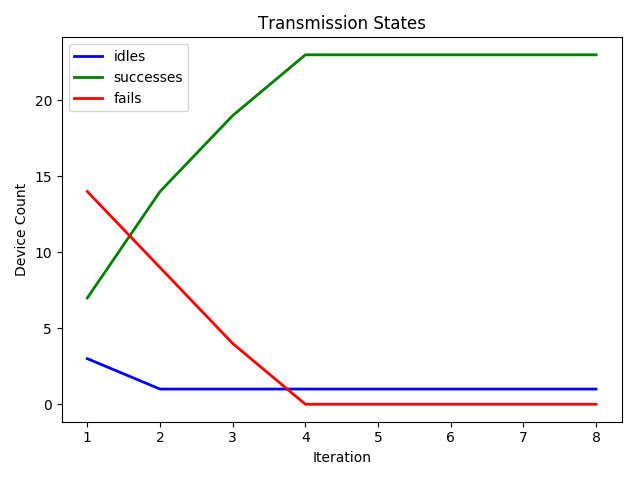 Transmission States
idles
successes
fails
Device Count
20
15
10
5
0
1 2 3 4 5 6 7 8
Iteration